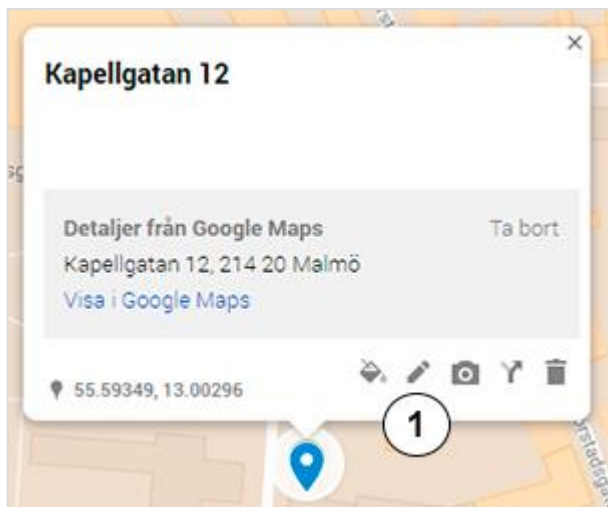 Kapellgatan 12
Detaljer från Google Maps Ta bort
Kapellgatan 12, 214 20 Malmö
Visa i Google Maps
55.59349, 13.00296
1